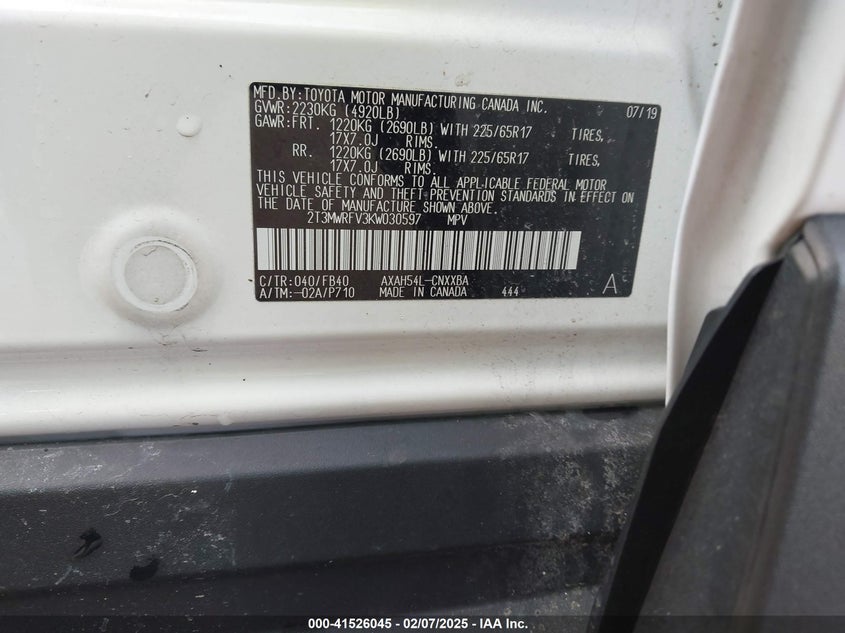 MFD.BY:TOYOTA MOTOR MANUFACTURING CANADA INC. 07/19
GVWR:2230KG (4920LB)
GAWR:FRT. 1220KG (2690LB) WITH 225/65R17 TIRES,
17X7.0J RIMS.
RR. 1220KG (2690LB) WITH 225/65R17 TIRES,
17X7.0J RIMS.
THIS VEHICLE CONFORMS TO ALL APPLICABLE FEDERAL MOTOR
VEHICLE SAFETY AND THEFT PREVENTION STANDARDS IN EFFECT ON
THE DATE OF MANUFACTURE SHOWN ABOVE.
2T3MWRFV3KW030597 MPV
C/TR:040/FB40 AXAH54L-CNXXBA
A/TM:-02A/P710 MADE IN CANADA 444 A
000-41526045 - 02/07/2025 - IAA Inc.